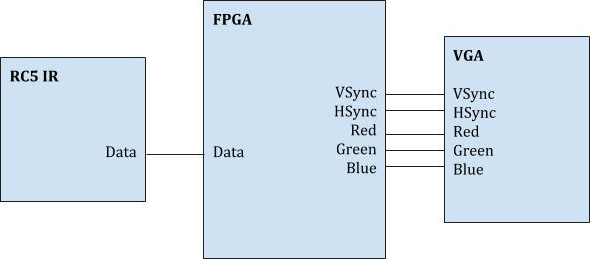 RC5 IR
Data
FPGA
Data
VSync
HSync
Red
Green
Blue
VGA
VSync
HSync
Red
Green
Blue